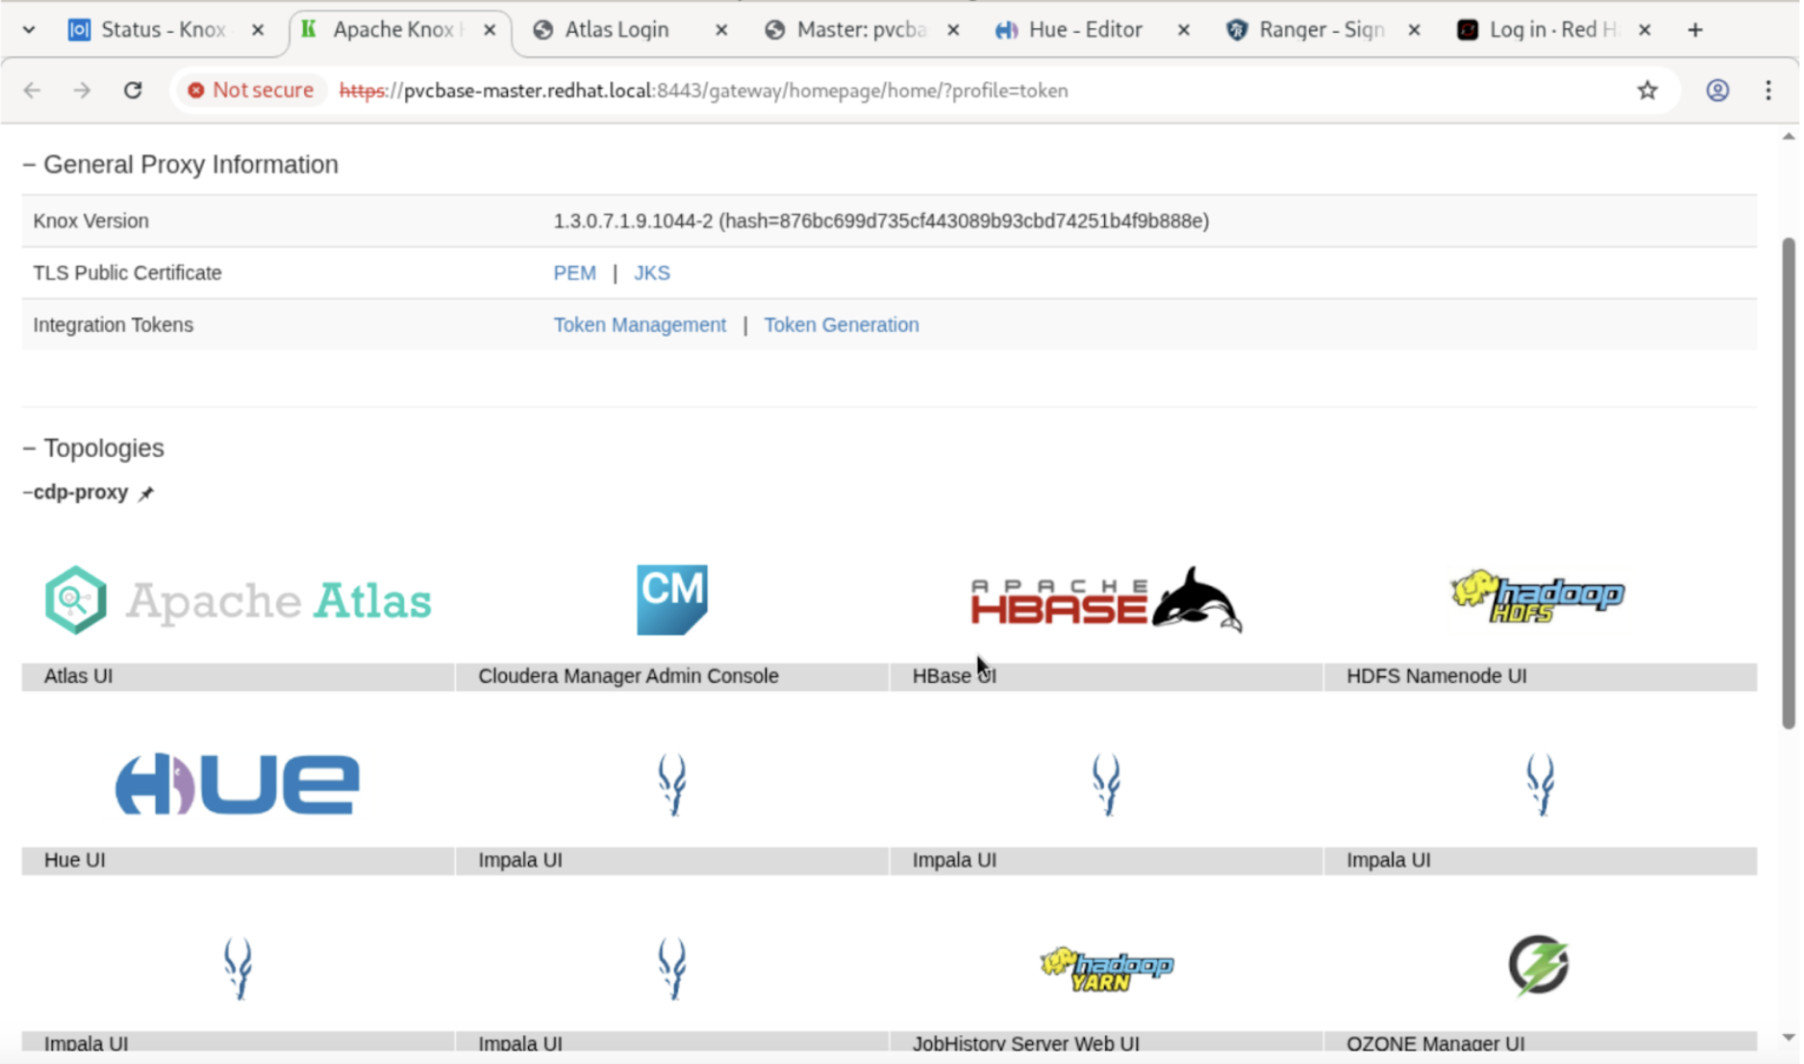 Status - Knox
Apache Knox H
Atlas Login
Master: pvcba
Hue - Editor
Ranger - Sign
Log in · Red H
Not secure
https://pvcbase-master.redhat.local:8443/gateway/homepage/home/?profile=token
− General Proxy Information
Knox Version 1.3.0.7.1.9.1044-2 (hash=876bc699d735cf443089b93cbd74251b4f9b888e)
TLS Public Certificate PEM | JKS
Integration Tokens Token Management | Token Generation
− Topologies
−cdp-proxy
Apache Atlas
CM
APACHE
HBASE
hadoop
HDFS
Atlas UI
Cloudera Manager Admin Console
HBase UI
HDFS Namenode UI
HUE
Hue UI
Impala UI
Impala UI
Impala UI
hadoop
YARN
Impala UI
Impala UI
JobHistory Server Web UI
OZONE Manager UI